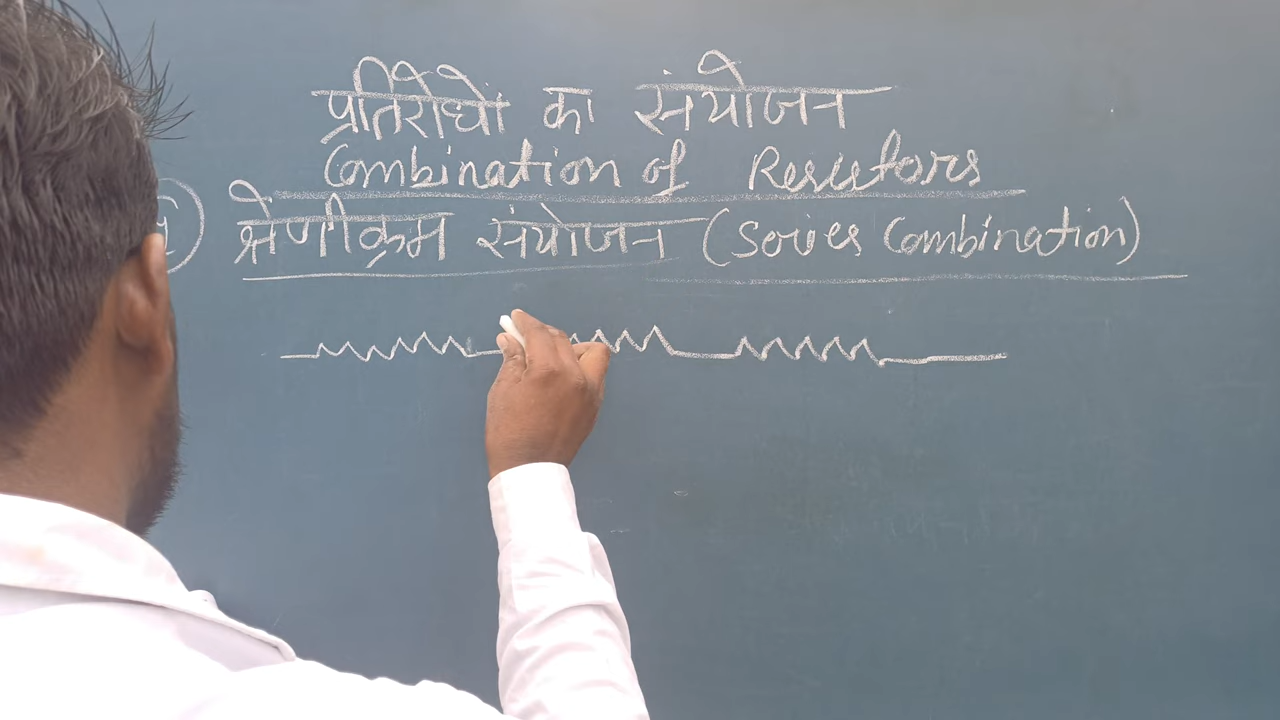 प्रतिरोधों का संयोजन
Combination of Resistors
श्रेणीक्रम संयोजन (Series Combination)